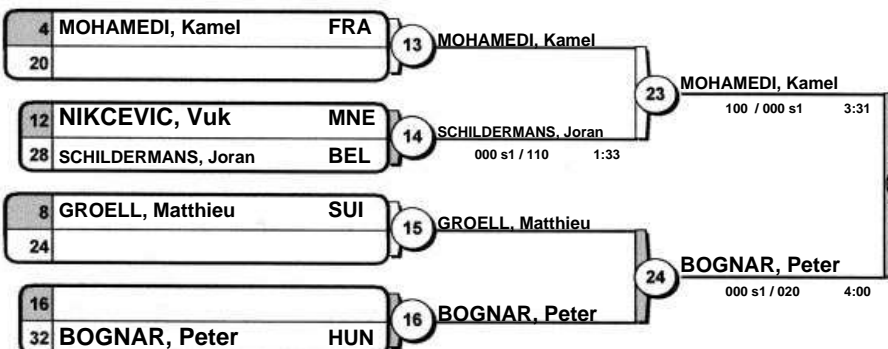 4 MOHAMEDI, Kamel FRA
20
13 MOHAMEDI, Kamel
12 NIKCEVIC, Vuk MNE
28 SCHILDERMANS, Joran BEL
14 SCHILDERMANS, Joran
000 s1 / 110 1:33
23 MOHAMEDI, Kamel
100 / 000 s1 3:31
8 GROELL, Matthieu SUI
24
15 GROELL, Matthieu
16
32 BOGNAR, Peter HUN
16 BOGNAR, Peter
24 BOGNAR, Peter
000 s1 / 020 4:00